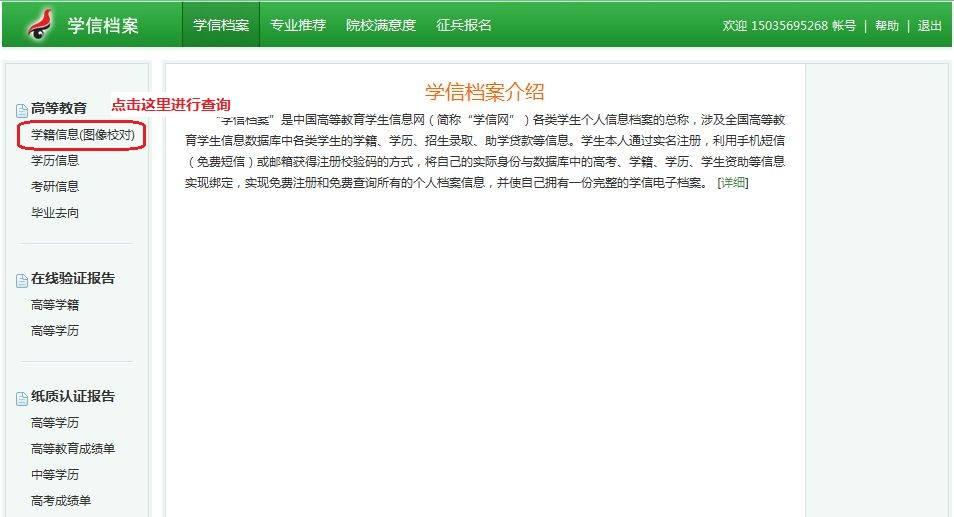 学信档案
学信档案 专业推荐 院校满意度 征兵报名
欢迎 15035695268 帐号 | 帮助 | 退出
高等教育
点击这里进行查询
学籍信息(图像校对)
学历信息
考研信息
毕业去向
在线验证报告
高等学籍
高等学历
纸质认证报告
高等学历
高等教育成绩单
中等学历
高考成绩单
学信档案介绍
“学信档案”是中国高等教育学生信息网（简称“学信网”）各类学生个人信息档案的总称，涉及全国高等教
育学生信息数据库中各类学生的学籍、学历、招生录取、助学贷款等信息。学生本人通过实名注册，利用手机短信
（免费短信）或邮箱获得注册校验码的方式，将自己的实际身份与数据库中的高考、学籍、学历、学生资助等信息
实现绑定，实现免费注册和免费查询所有的个人档案信息，并使自己拥有一份完整的学信电子档案。 [详细]